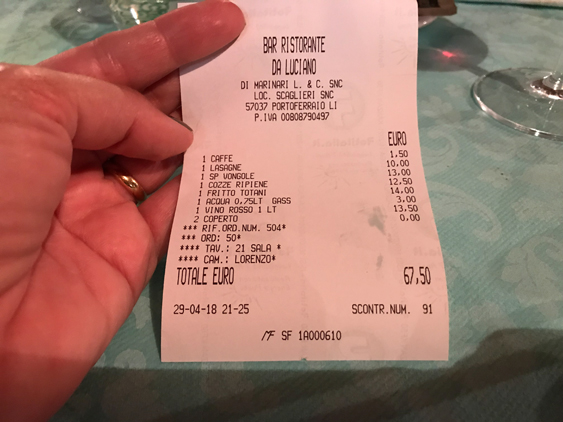 BAR RISTORANTE
DA LUCIANO
DI MARINARI L. & C. SNC
LOC. SCAGLIERI SNC
57037 PORTOFERRAIO LI
P.IVA 00808790497
EURO
1 CAFFE 1,50
1 LASAGNE 10,00
1 SP VONGOLE 13,00
1 COZZE RIPIENE 12,50
1 FRITTO TOTANI 14,00
1 ACQUA 0,75LT GASS 3,00
1 VINO ROSSO 1 LT 13,50
2 COPERTO 0,00
*** RIF.ORD.NUM. 504*
*** ORD: 50*
**** TAV.: 21 SALA *
**** CAM.: LORENZO*
TOTALE EURO 67,50
29-04-18 21-25 SCONTR.NUM. 91
MF SF 1A000610